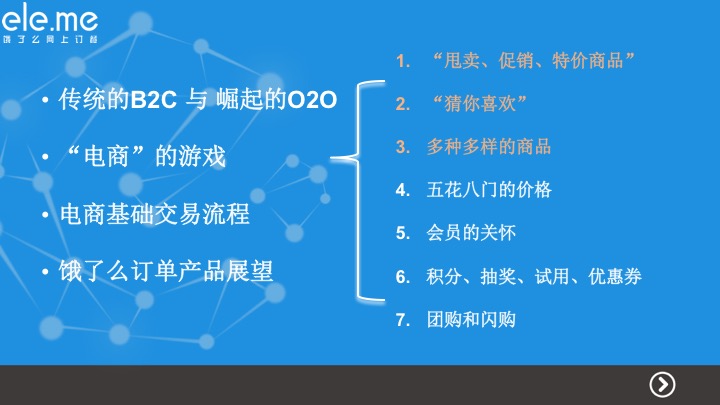 ele.me
饿了么网上订餐
• 传统的B2C 与 崛起的O2O
• “电商”的游戏
• 电商基础交易流程
• 饿了么订单产品展望
1. “甩卖、促销、特价商品”
2. “猜你喜欢”
3. 多种多样的商品
4. 五花八门的价格
5. 会员的关怀
6. 积分、抽奖、试用、优惠券
7. 团购和闪购